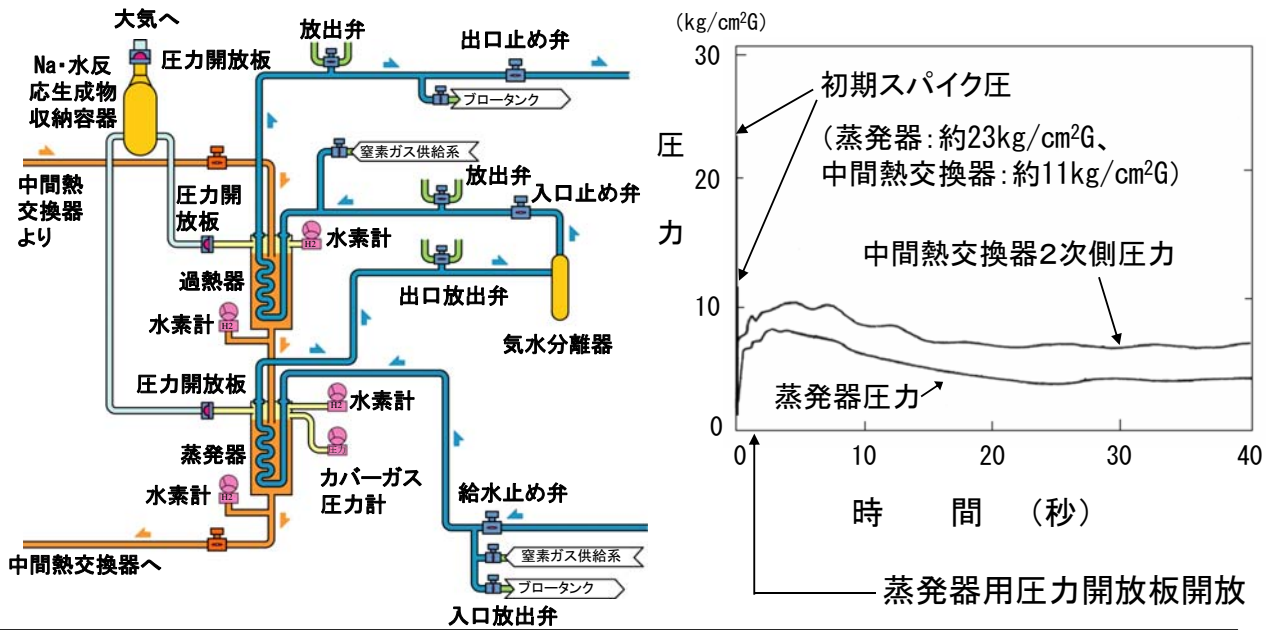 大気へ
圧力開放板
Na・水反
応生成物
収納容器
放出弁
出口止め弁
ブロータンク
窒素ガス供給系
中間熱
交換器
より
圧力開
放板
水素計
H2
放出弁
入口止め弁
過熱器
出口放出弁
水素計
H2
気水分離器
圧力開放板
水素計
H2
蒸発器
圧力
カバーガス
圧力計
水素計
H2
給水止め弁
中間熱交換器へ
窒素ガス供給系
ブロータンク
入口放出弁
(kg/cm²G)
30
20
10
0
圧
力
初期スパイク圧
(蒸発器:約23kg/cm²G、
中間熱交換器:約11kg/cm²G)
中間熱交換器2次側圧力
蒸発器圧力
0 10 20 30 40
時 間 (秒)
蒸発器用圧力開放板開放